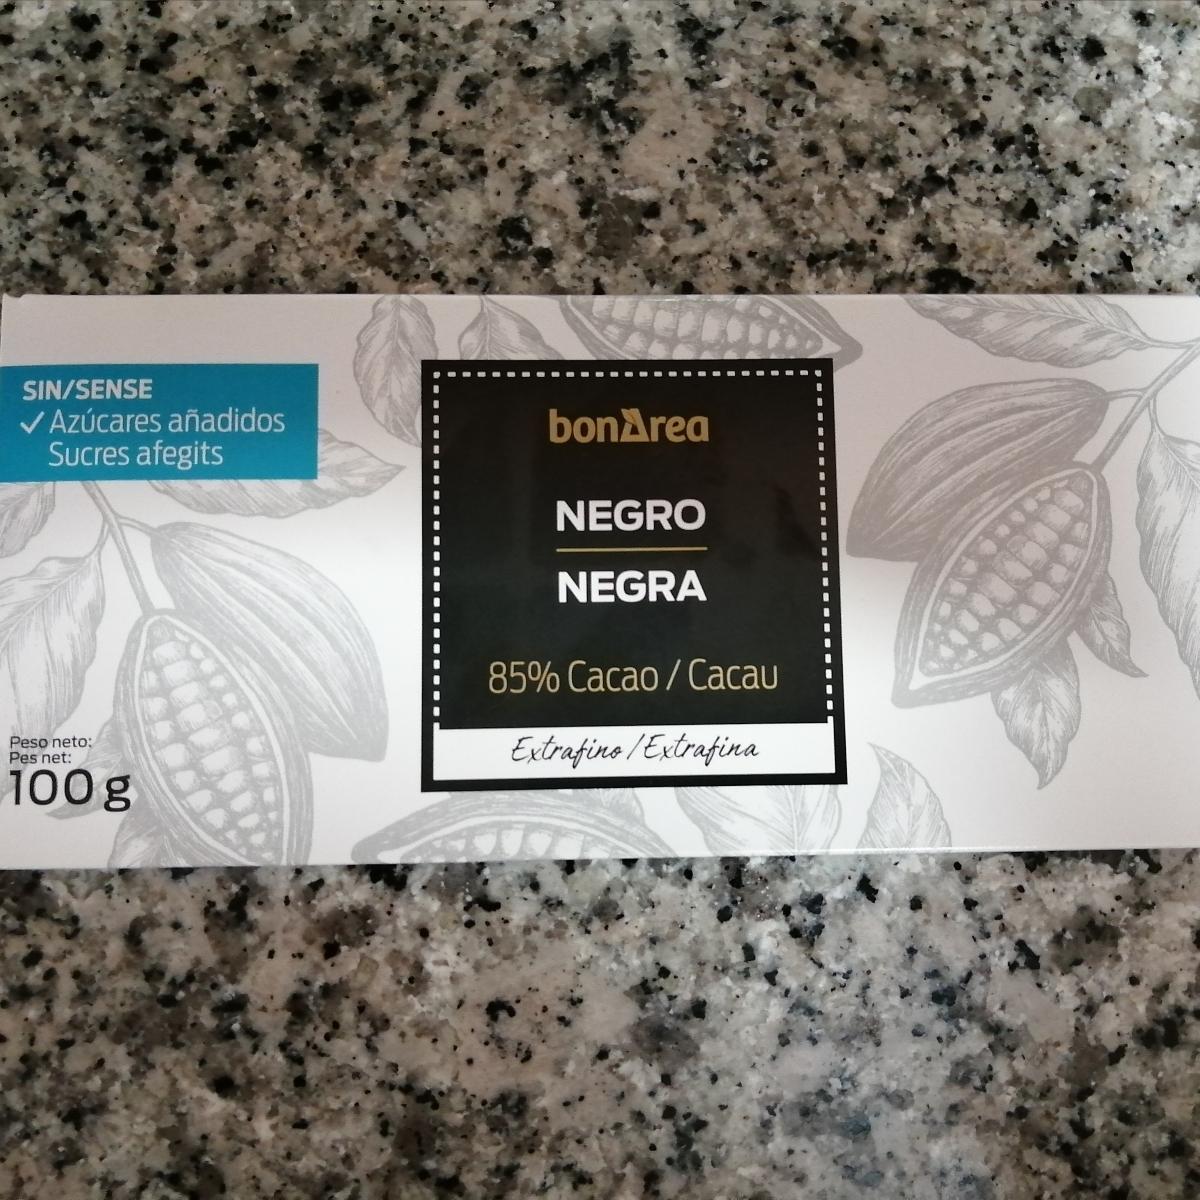 SIN/SENSE
✓ Azúcares añadidos
Sucres afegits
bonÀrea
NEGRO
NEGRA
85% Cacao / Cacau
Extrafino / Extrafina
Peso neto:
Pes net:
100 g